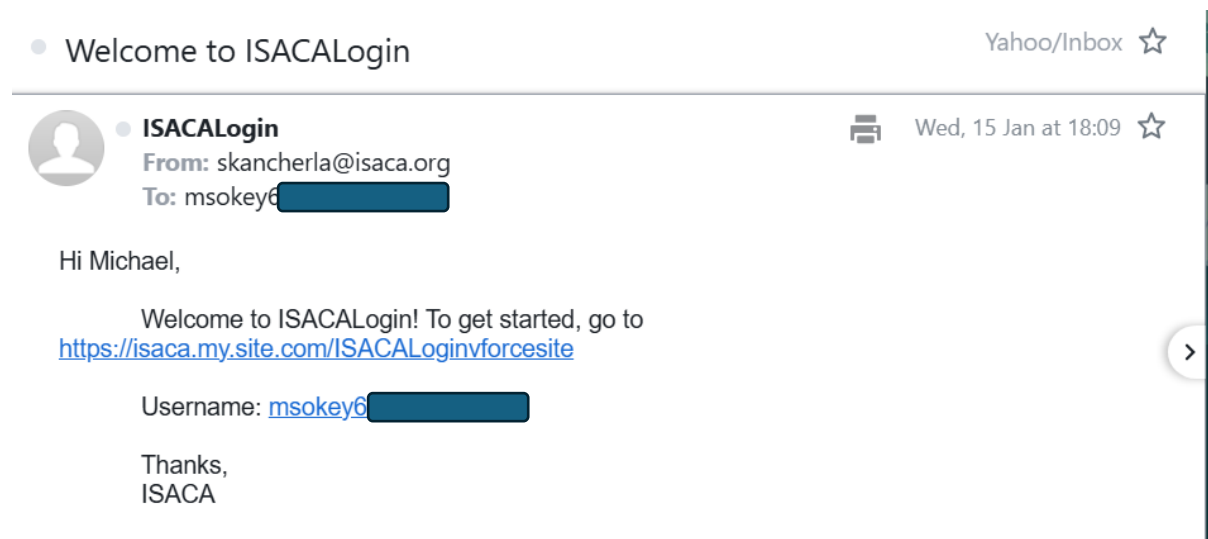 Welcome to ISACALogin
Yahoo/Inbox
ISACALogin
Wed, 15 Jan at 18:09
From: skancherla@isaca.org
To: msokey6
Hi Michael,
Welcome to ISACALogin! To get started, go to
https://isaca.my.site.com/ISACALoginvforcesite
Username: msokey6
Thanks,
ISACA